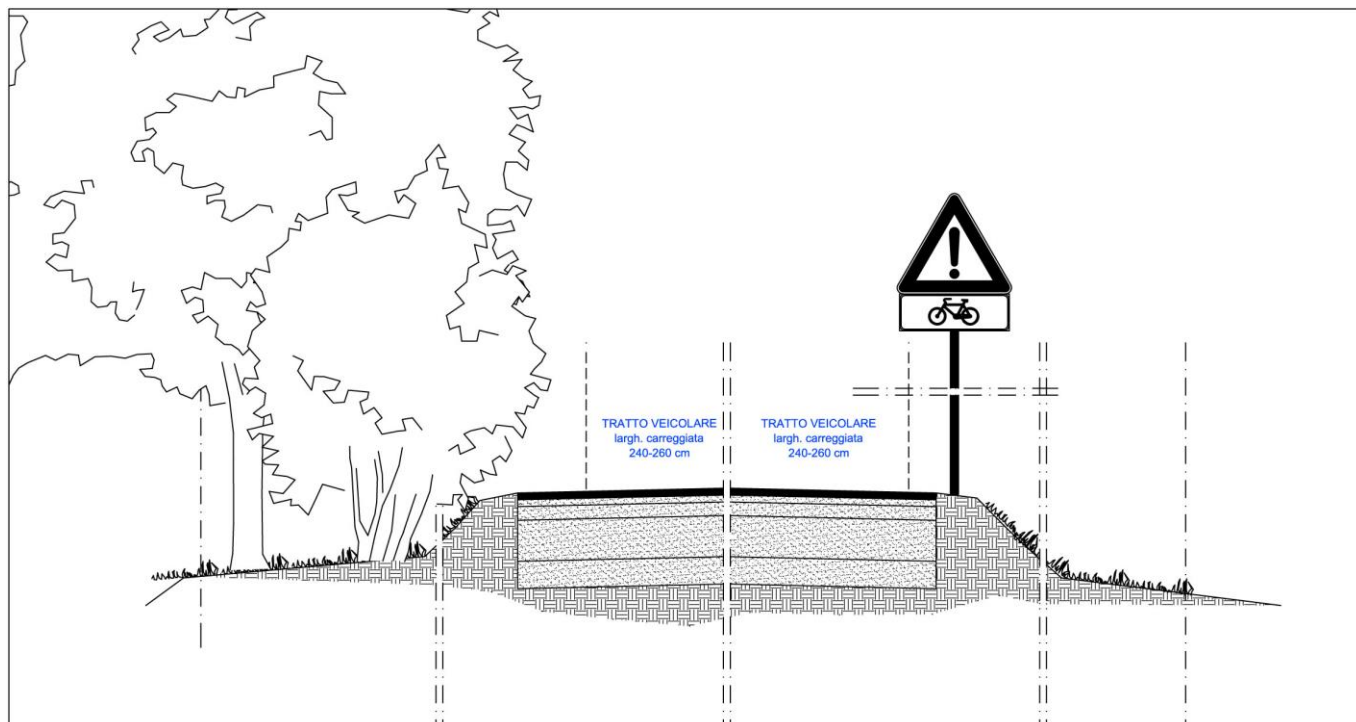 TRATTO VEICOLARE
largh. carreggiata
240-260 cm
TRATTO VEICOLARE
largh. carreggiata
240-260 cm